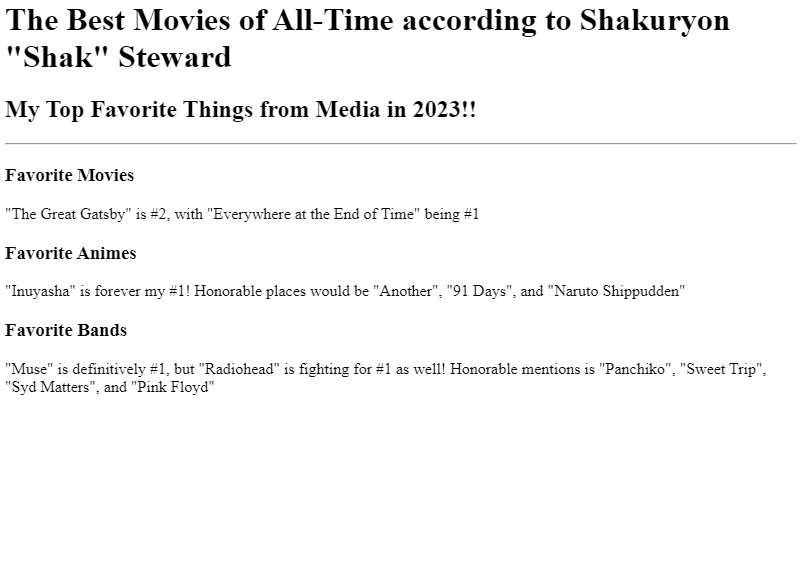 The Best Movies of All-Time according to Shakuryon
"Shak" Steward
My Top Favorite Things from Media in 2023!!
Favorite Movies
"The Great Gatsby" is #2, with "Everywhere at the End of Time" being #1
Favorite Animes
"Inuyasha" is forever my #1! Honorable places would be "Another", "91 Days", and "Naruto Shippudden"
Favorite Bands
"Muse" is definitively #1, but "Radiohead" is fighting for #1 as well! Honorable mentions is "Panchiko", "Sweet Trip",
"Syd Matters", and "Pink Floyd"